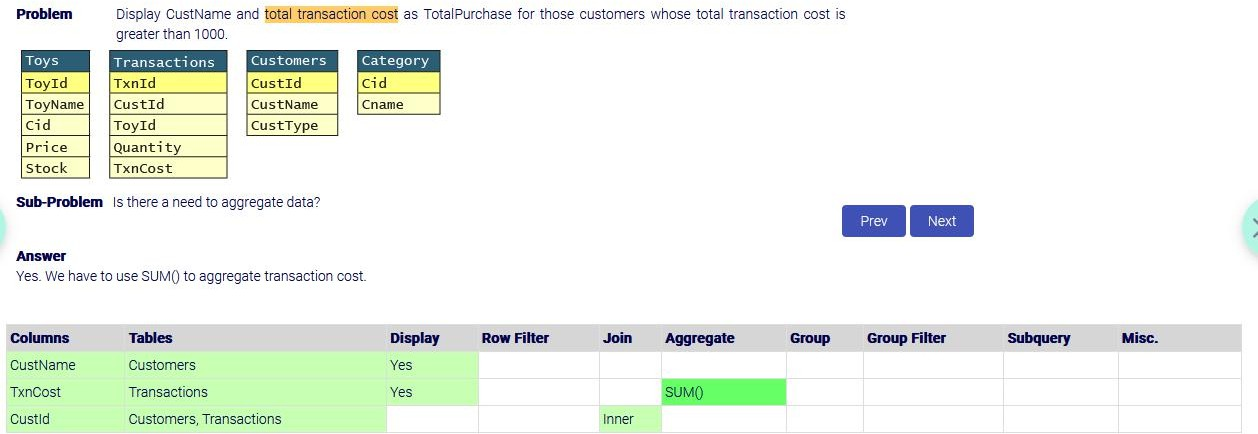 Problem Display CustName and total transaction cost as TotalPurchase for those customers whose total transaction cost is
greater than 1000.
Toys Transactions Customers Category
ToyId TxnId CustId Cid
ToyName CustId CustName Cname
Cid ToyId CustType
Price Quantity
Stock TxnCost
Sub-Problem Is there a need to aggregate data?
Prev Next
Answer
Yes. We have to use SUM() to aggregate transaction cost.
Columns Tables Display Row Filter Join Aggregate Group Group Filter Subquery Misc.
CustName Customers Yes
TxnCost Transactions Yes SUM()
CustId Customers, Transactions Inner